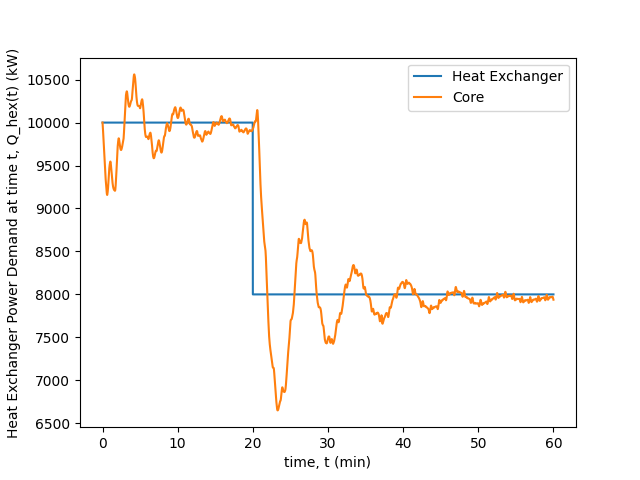 Heat Exchanger Power Demand at time t, Q_hex(t) (kW)
10500
10000
9500
9000
8500
8000
7500
7000
6500
Heat Exchanger
Core
0 10 20 30 40 50 60
time, t (min)